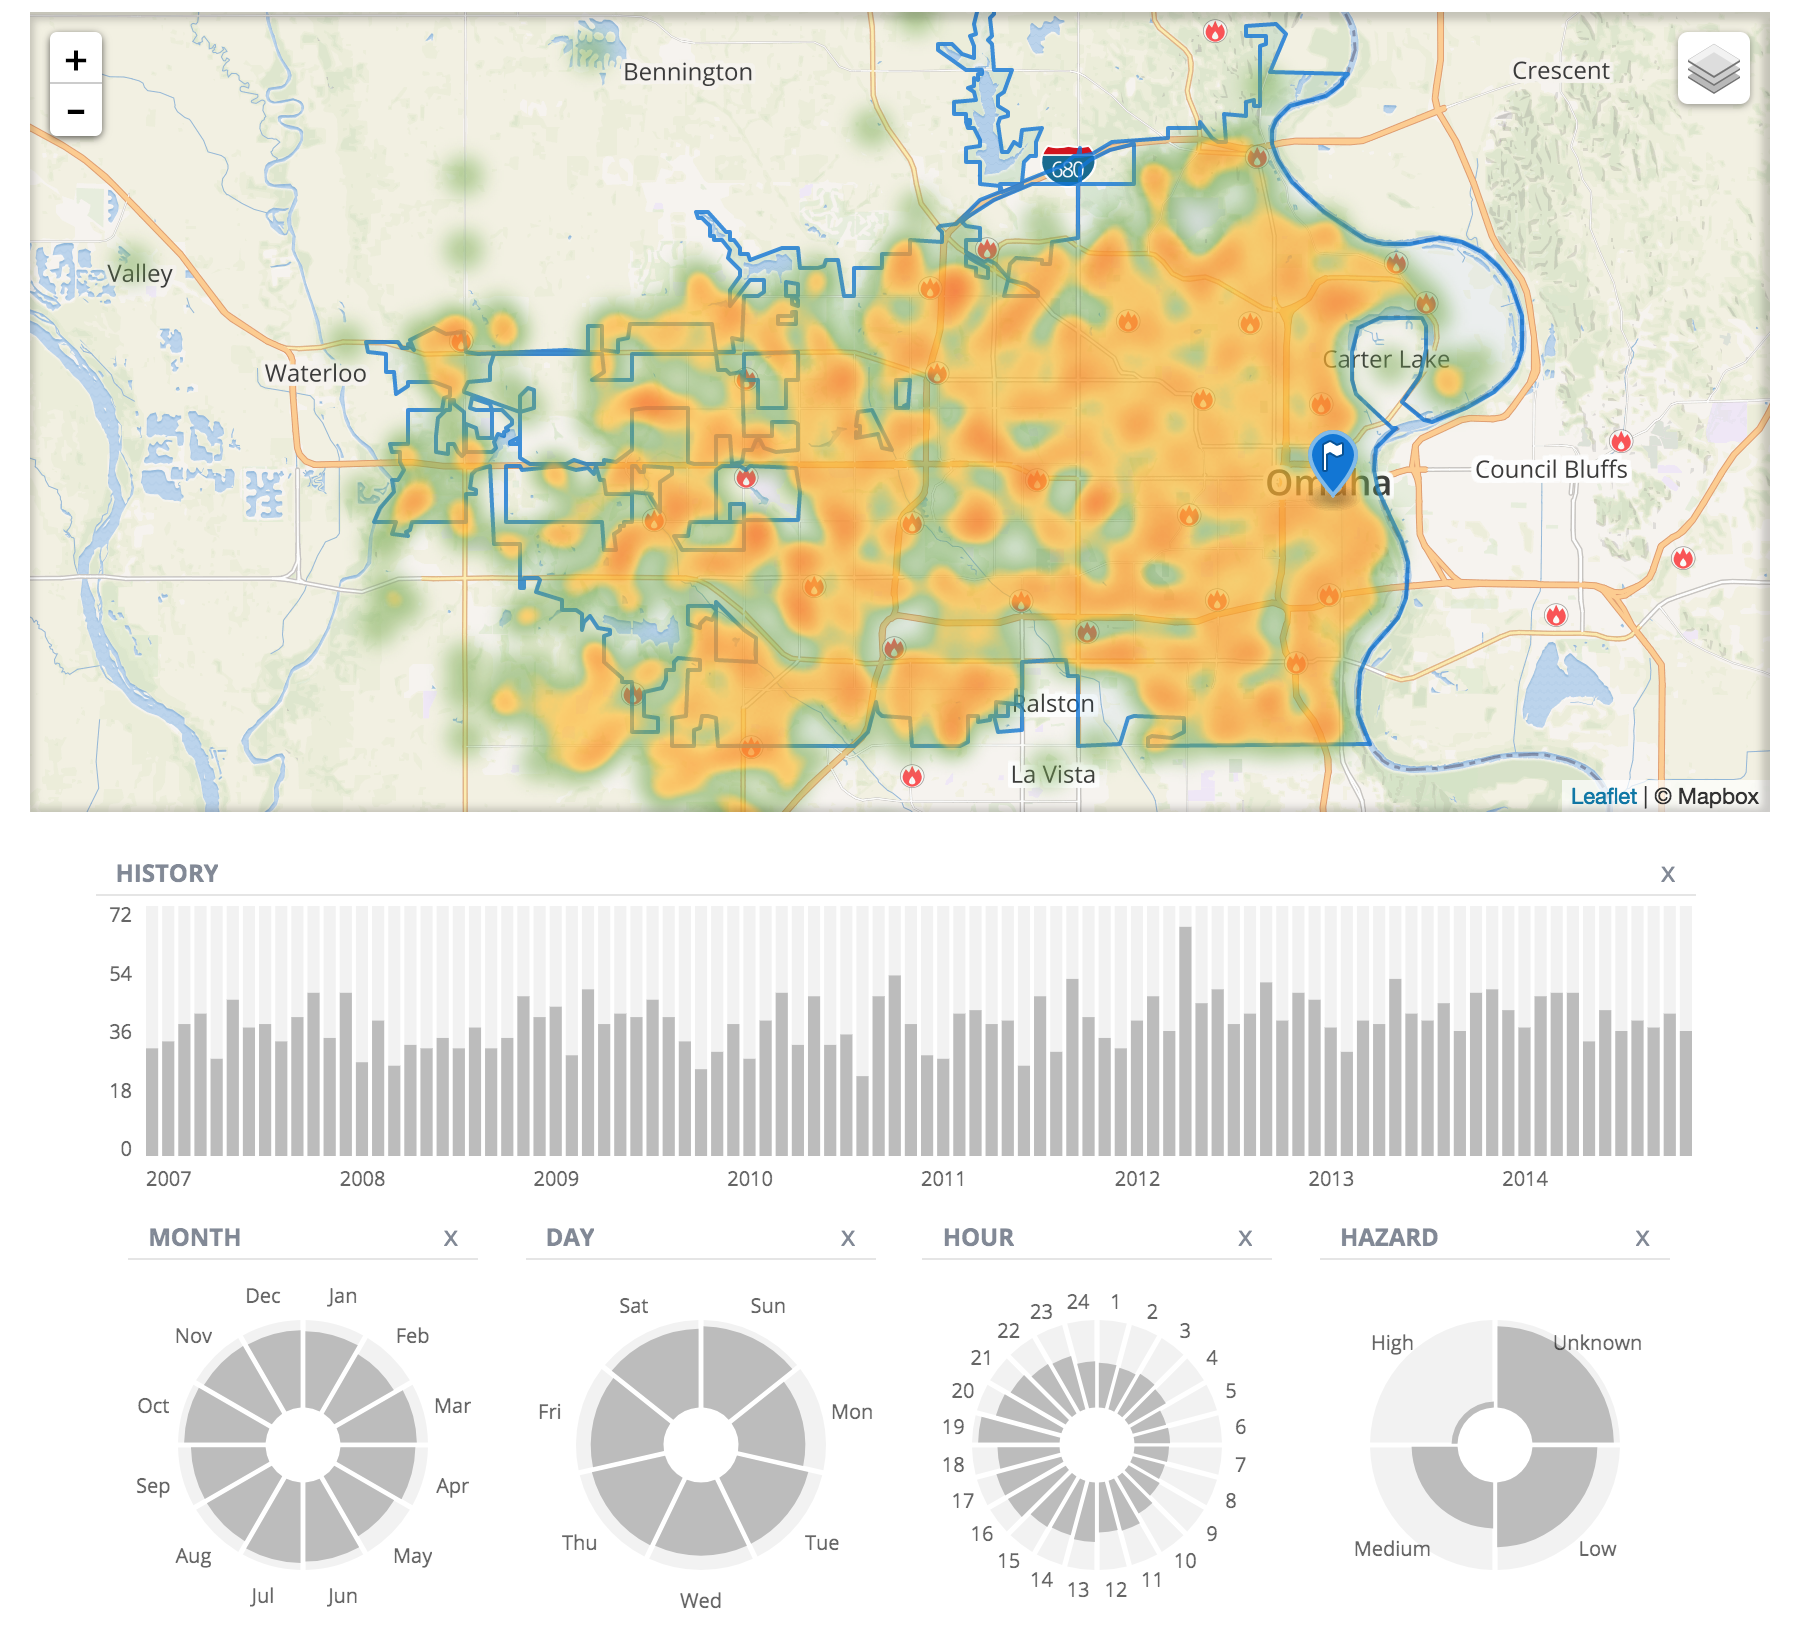 +
Bennington
Crescent
−
680
Valley
Carter Lake
Waterloo
Council Bluffs
Omaha
Ralston
La Vista
Leaflet | © Mapbox
HISTORY X
72
54
36
18
0
2007 2008 2009 2010 2011 2012 2013 2014
MONTH X
Dec Jan
Nov Feb
Oct Mar
Sep Apr
Aug May
Jul Jun
DAY X
Sat Sun
Fri Mon
Thu Tue
Wed
HOUR X
24 1
23 2
22 3
21 4
20 5
19 6
18 7
17 8
16 9
15 10
14 11
13 12
HAZARD X
High Unknown
Medium Low